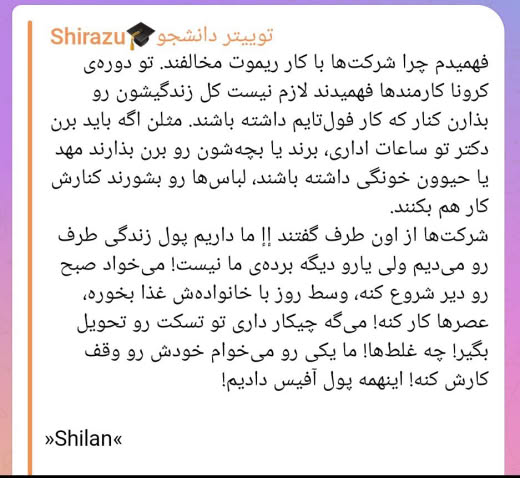 توییتر دانشجو🎓Shirazu
فهمیدم چرا شرکت‌ها با کار ریموت مخالفند. تو دوره‌ی
کرونا کارمندها فهمیدند لازم نیست کل زندگیشون رو
بذارن کنار که کار فول‌تایم داشته باشند. مثلن اگه باید برن
دکتر تو ساعات اداری، برند یا بچه‌شون رو برن بذارند مهد
یا حیوون خونگی داشته باشند، لباس‌ها رو بشورند کنارش
کار هم بکنند.
شرکت‌ها از اون طرف گفتند إإ ما داریم پول زندگی طرف
رو می‌دیم ولی یارو دیگه برده‌ی ما نیست! می‌خواد صبح
رو دیر شروع کنه، وسط روز با خانواده‌ش غذا بخوره،
عصرها کار کنه! می‌گه چیکار داری تو تسکت رو تحویل
بگیر! چه غلط‌ها! ما یکی رو می‌خوام خودش رو وقف
کارش کنه! اینهمه پول آفیس دادیم!
»Shilan«